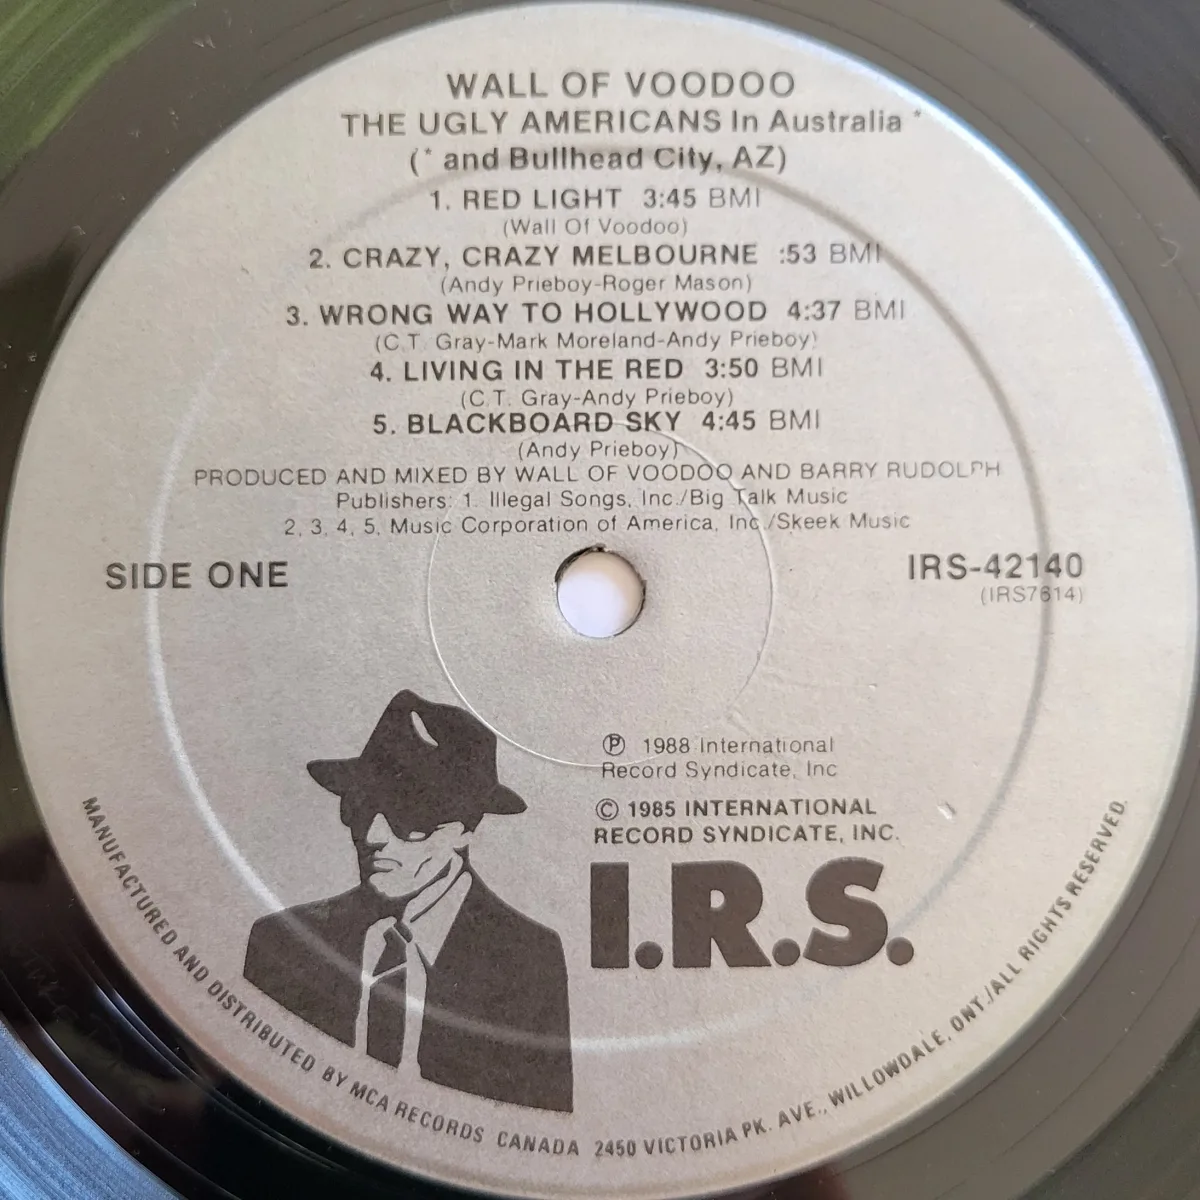 WALL OF VOODOO
THE UGLY AMERICANS In Australia *
(* and Bullhead City, AZ)
1. RED LIGHT 3:45 BMI
(Wall Of Voodoo)
2. CRAZY, CRAZY MELBOURNE :53 BMI
(Andy Prieboy-Roger Mason)
3. WRONG WAY TO HOLLYWOOD 4:37 BMI
(C.T. Gray-Mark Moreland-Andy Prieboy)
4. LIVING IN THE RED 3:50 BMI
(C.T. Gray-Andy Prieboy)
5. BLACKBOARD SKY 4:45 BMI
(Andy Prieboy)
PRODUCED AND MIXED BY WALL OF VOODOO AND BARRY RUDOLPH
Publishers: 1. Illegal Songs, Inc./Big Talk Music
2, 3, 4, 5, Music Corporation of America, Inc./Skeek Music
SIDE ONE
IRS-42140
(IRS7614)
℗ 1988 International
Record Syndicate, Inc
© 1985 INTERNATIONAL
RECORD SYNDICATE, INC.
I.R.S.
MANUFACTURED AND DISTRIBUTED BY MCA RECORDS CANADA 2450 VICTORIA PK. AVE., WILLOWDALE, ONT./ALL RIGHTS RESERVED.